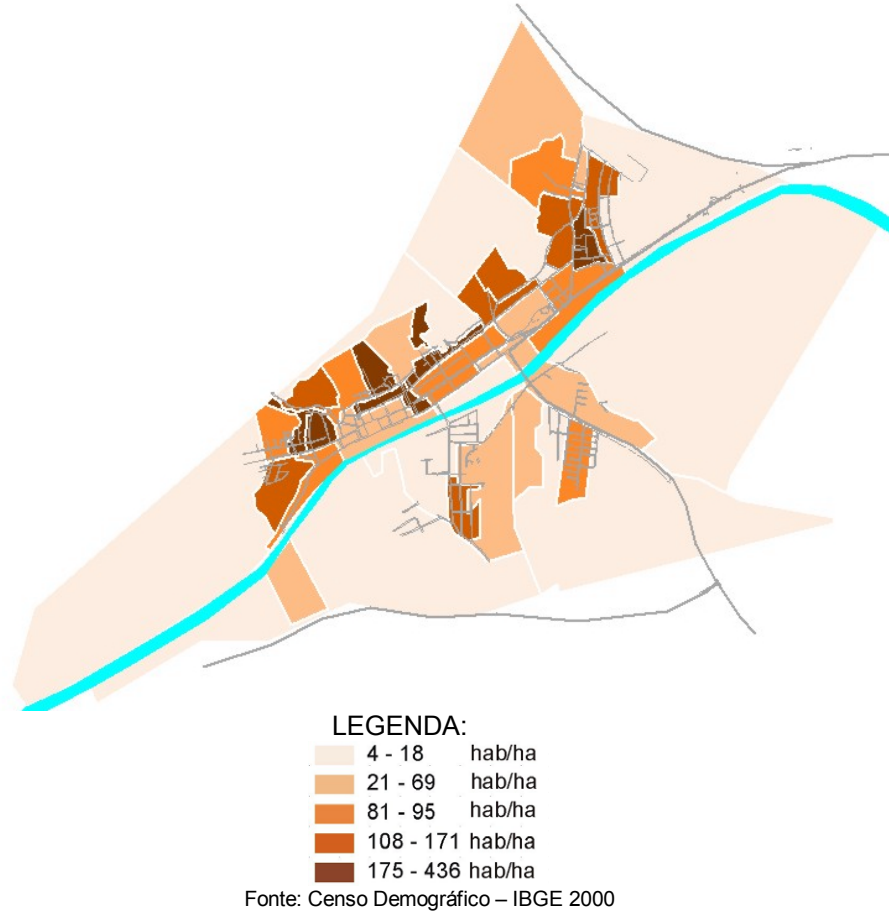 LEGENDA:
4 - 18 hab/ha
21 - 69 hab/ha
81 - 95 hab/ha
108 - 171 hab/ha
175 - 436 hab/ha
Fonte: Censo Demográfico – IBGE 2000